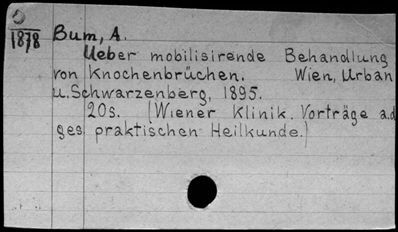 Bum, A.
1878
Ueber mobilisirende Behandlung
von Knochenbrüchen. Wien, Urban
u. Schwarzenberg, 1895.
20s. (Wiener Klinik. Vorträge a.d
ges. praktischen Heilkunde.)